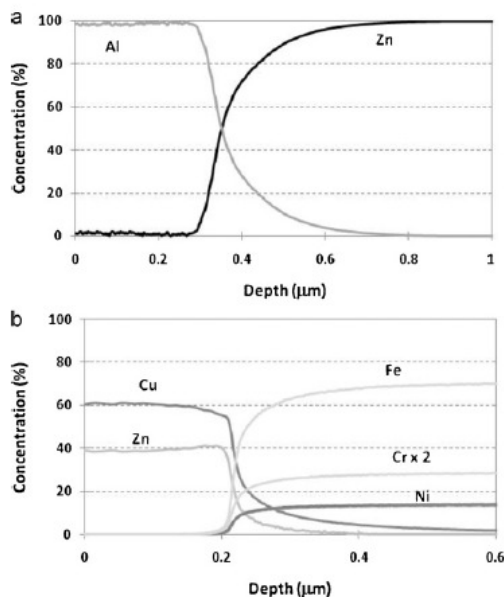 a
Concentration (%)
100
80
60
40
20
0
Al
Zn
0
0.2
0.4
0.6
0.8
1
Depth (μm)
b
Concentration (%)
100
80
60
40
20
0
Cu
Zn
Fe
Cr x 2
Ni
0
0.2
0.4
0.6
Depth (μm)